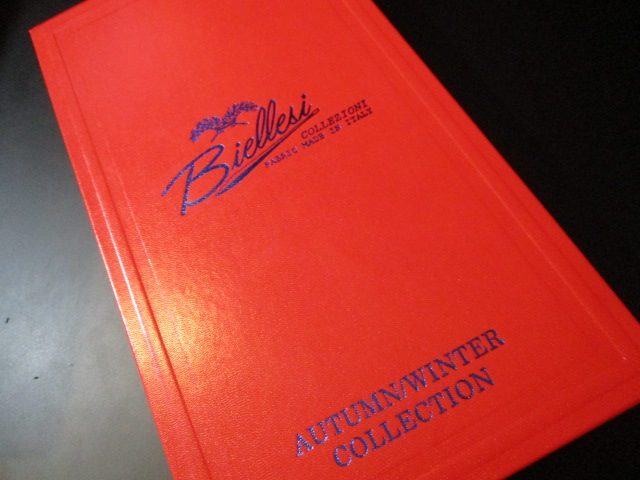 Biellesi
COLLEZIONI
FABRIC MADE IN ITALY
AUTUMN/WINTER
COLLECTION